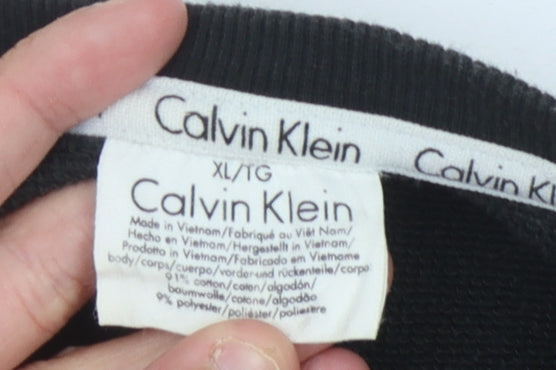 Calvin Klein Calvin Kl
XL/TG
Calvin Klein
Made in Vietnam/Fabriqué au Viêt Nam/
Hecho en Vietnam/Hergestellt in Vietnam/
Prodotto in Vietnam/Fabricado em Vietname
body/corps/cuerpo/vorder-und rückenteile/corpo
91% cotton/coton/algodón/
baumwolle/cotone/algodão
9% polyester/poliéster/poliestere